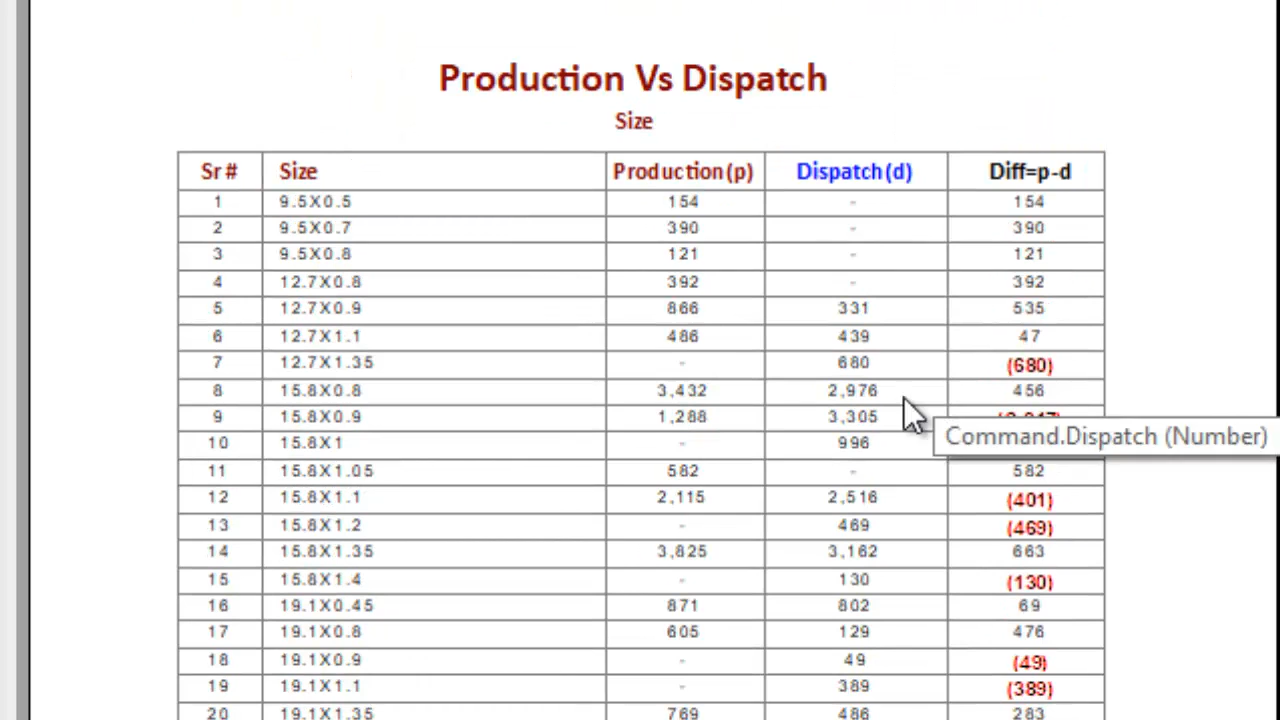 Production Vs Dispatch
Size
Sr # Size Production(p) Dispatch(d) Diff=p-d
1 9.5X0.5 154 - 154
2 9.5X0.7 390 - 390
3 9.5X0.8 121 - 121
4 12.7X0.8 392 - 392
5 12.7X0.9 866 331 535
6 12.7X1.1 486 439 47
7 12.7X1.35 - 680 (680)
8 15.8X0.8 3,432 2,976 456
9 15.8X0.9 1,288 3,305
Command.Dispatch (Number)
10 15.8X1 - 996
11 15.8X1.05 582 - 582
12 15.8X1.1 2,115 2,516 (401)
13 15.8X1.2 - 469 (469)
14 15.8X1.35 3,825 3,162 663
15 15.8X1.4 - 130 (130)
16 19.1X0.45 871 802 69
17 19.1X0.8 605 129 476
18 19.1X0.9 - 49 (49)
19 19.1X1.1 - 389 (389)
20 19.1X1.35 769 486 283